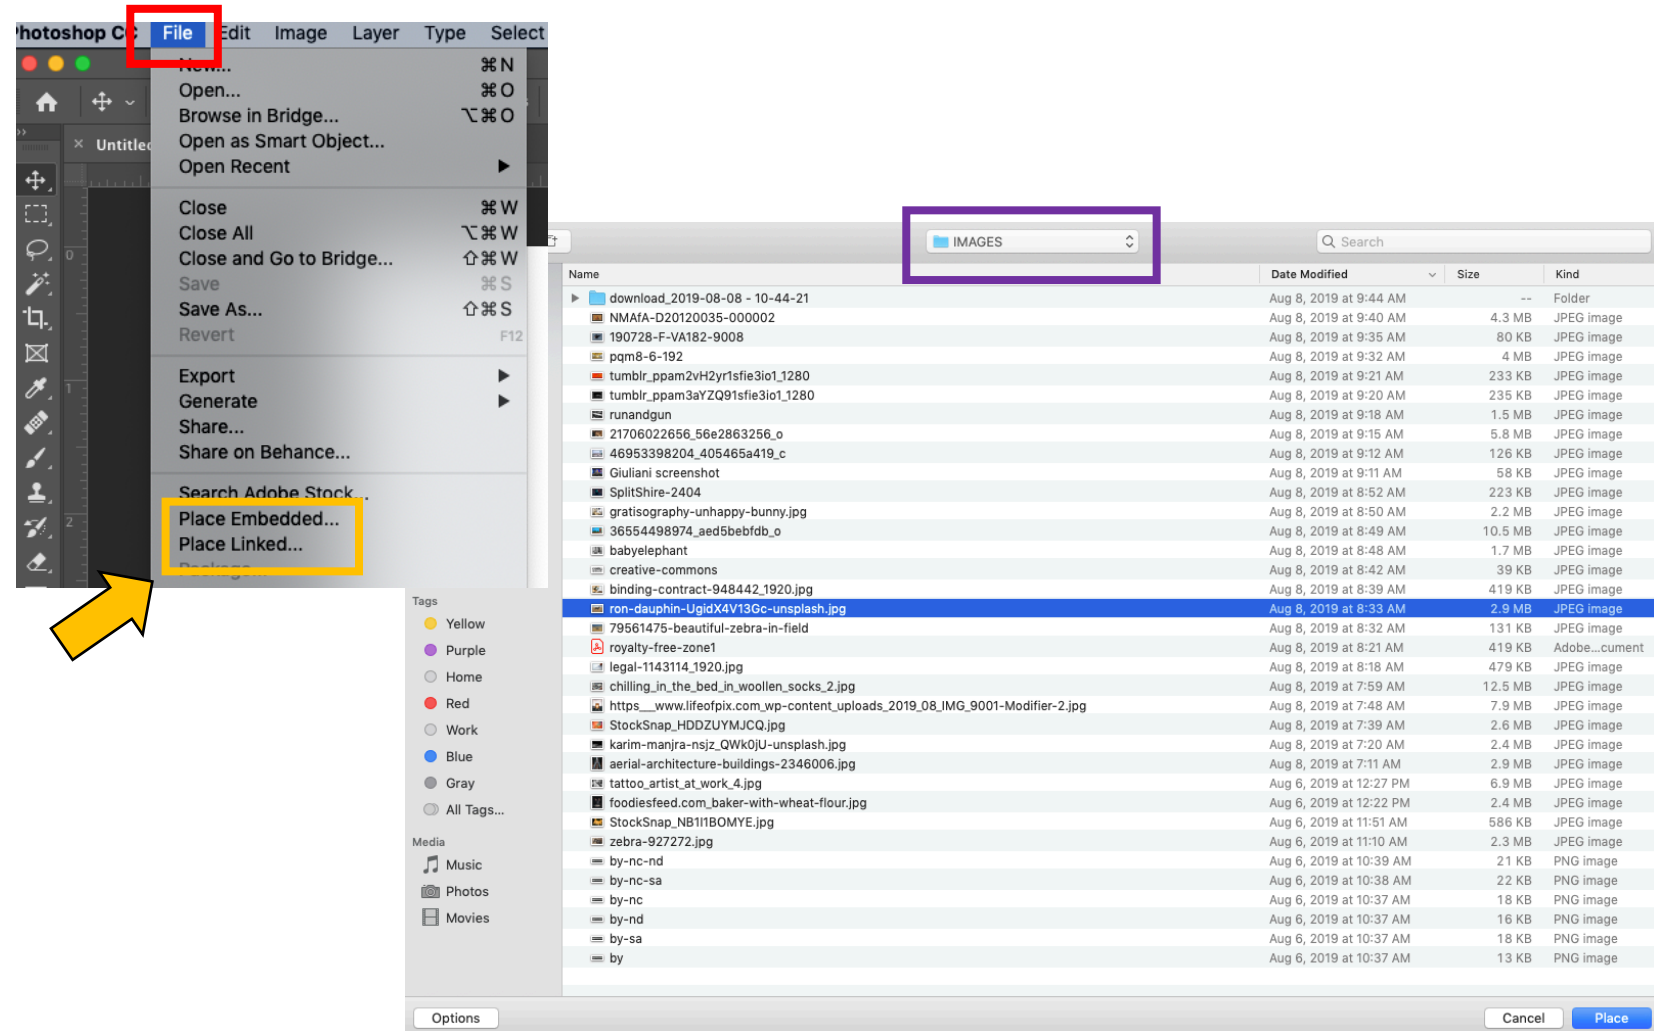 Photoshop CC File Edit Image Layer Type Select
New... ⌘N
Open... ⌘O
Browse in Bridge... ⌥⌘O
Open as Smart Object...
Open Recent ▶
Close ⌘W
Close All ⌥⌘W
Close and Go to Bridge... ⇧⌘W
Save ⌘S
Save As... ⇧⌘S
Revert F12
Export ▶
Generate ▶
Share...
Share on Behance...
Search Adobe Stock...
Place Embedded...
Place Linked...
Package...
× Untitled
0
1
2
IMAGES
Search
Name Date Modified Size Kind
download_2019-08-08 - 10-44-21 Aug 8, 2019 at 9:44 AM -- Folder
NMAfA-D20120035-000002 Aug 8, 2019 at 9:40 AM 4.3 MB JPEG image
190728-F-VA182-9008 Aug 8, 2019 at 9:35 AM 80 KB JPEG image
pqm8-6-192 Aug 8, 2019 at 9:32 AM 4 MB JPEG image
tumblr_ppam2vH2yr1sfie3io1_1280 Aug 8, 2019 at 9:21 AM 233 KB JPEG image
tumblr_ppam3aYZQ91sfie3io1_1280 Aug 8, 2019 at 9:20 AM 235 KB JPEG image
runandgun Aug 8, 2019 at 9:18 AM 1.5 MB JPEG image
21706022656_56e2863256_o Aug 8, 2019 at 9:15 AM 5.8 MB JPEG image
46953398204_405465a419_c Aug 8, 2019 at 9:12 AM 126 KB JPEG image
Giuliani screenshot Aug 8, 2019 at 9:11 AM 58 KB JPEG image
SplitShire-2404 Aug 8, 2019 at 8:52 AM 223 KB JPEG image
gratisography-unhappy-bunny.jpg Aug 8, 2019 at 8:50 AM 2.2 MB JPEG image
36554498974_aed5bebfdb_o Aug 8, 2019 at 8:49 AM 10.5 MB JPEG image
babyelephant Aug 8, 2019 at 8:48 AM 1.7 MB JPEG image
creative-commons Aug 8, 2019 at 8:42 AM 39 KB JPEG image
binding-contract-948442_1920.jpg Aug 8, 2019 at 8:39 AM 419 KB JPEG image
ron-dauphin-UgidX4V13Gc-unsplash.jpg Aug 8, 2019 at 8:33 AM 2.9 MB JPEG image
79561475-beautiful-zebra-in-field Aug 8, 2019 at 8:32 AM 131 KB JPEG image
royalty-free-zone1 Aug 8, 2019 at 8:21 AM 419 KB Adobe...cument
legal-1143114_1920.jpg Aug 8, 2019 at 8:18 AM 479 KB JPEG image
chilling_in_the_bed_in_woollen_socks_2.jpg Aug 8, 2019 at 7:59 AM 12.5 MB JPEG image
https___www.lifeofpix.com_wp-content_uploads_2019_08_IMG_9001-Modifier-2.jpg Aug 8, 2019 at 7:48 AM 7.9 MB JPEG image
StockSnap_HDDZUYMJCQ.jpg Aug 8, 2019 at 7:39 AM 2.6 MB JPEG image
karim-manjra-nsjz_QWk0jU-unsplash.jpg Aug 8, 2019 at 7:20 AM 2.4 MB JPEG image
aerial-architecture-buildings-2346006.jpg Aug 8, 2019 at 7:11 AM 2.9 MB JPEG image
tattoo_artist_at_work_4.jpg Aug 6, 2019 at 12:27 PM 6.9 MB JPEG image
foodiesfeed.com_baker-with-wheat-flour.jpg Aug 6, 2019 at 12:22 PM 2.4 MB JPEG image
StockSnap_NB1I1BOMYE.jpg Aug 6, 2019 at 11:51 AM 586 KB JPEG image
zebra-927272.jpg Aug 6, 2019 at 11:10 AM 2.3 MB JPEG image
by-nc-nd Aug 6, 2019 at 10:39 AM 21 KB PNG image
by-nc-sa Aug 6, 2019 at 10:38 AM 22 KB PNG image
by-nc Aug 6, 2019 at 10:37 AM 18 KB PNG image
by-nd Aug 6, 2019 at 10:37 AM 16 KB PNG image
by-sa Aug 6, 2019 at 10:37 AM 18 KB PNG image
by Aug 6, 2019 at 10:37 AM 13 KB PNG image
Tags
Yellow
Purple
Home
Red
Work
Blue
Gray
All Tags...
Media
Music
Photos
Movies
Options Cancel Place